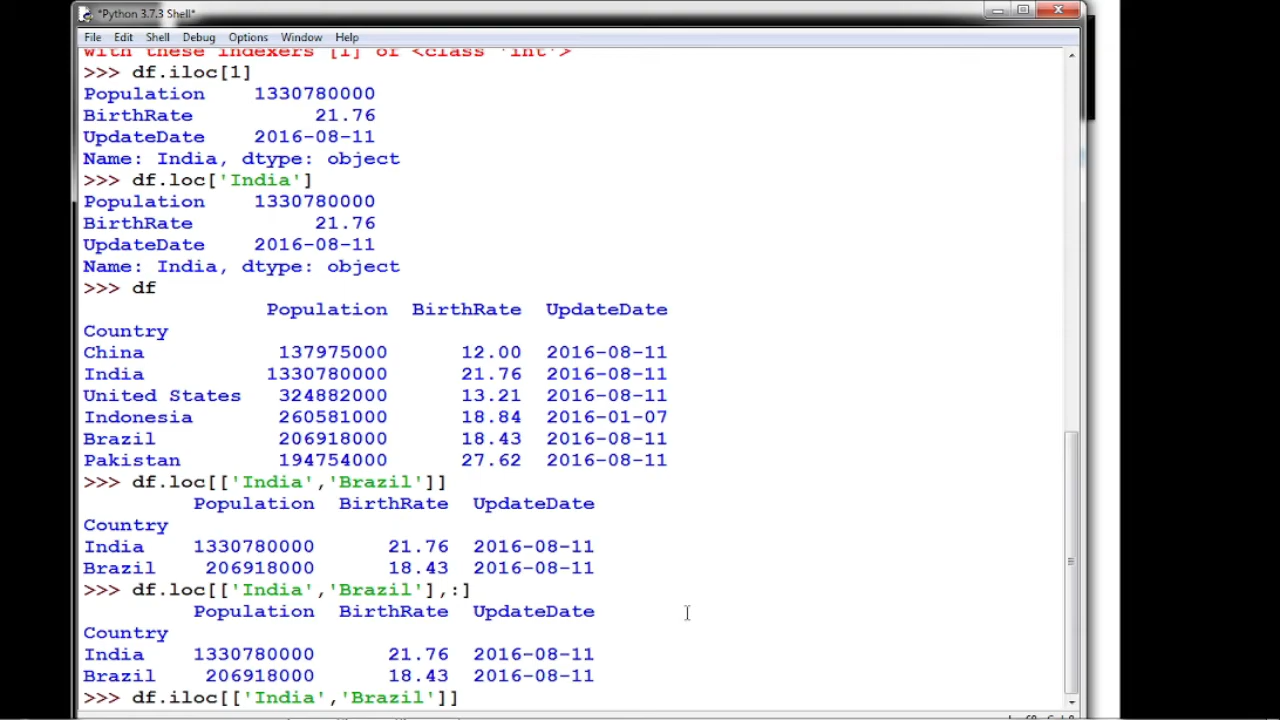 *Python 3.7.3 Shell*
File Edit Shell Debug Options Window Help
with these indexers [1] of <class 'int'>
>>> df.iloc[1]
Population    1330780000
BirthRate          21.76
UpdateDate    2016-08-11
Name: India, dtype: object
>>> df.loc['India']
Population    1330780000
BirthRate          21.76
UpdateDate    2016-08-11
Name: India, dtype: object
>>> df
               Population  BirthRate  UpdateDate
Country
China           137975000      12.00  2016-08-11
India          1330780000      21.76  2016-08-11
United States   324882000      13.21  2016-08-11
Indonesia       260581000      18.84  2016-01-07
Brazil          206918000      18.43  2016-08-11
Pakistan        194754000      27.62  2016-08-11
>>> df.loc[['India','Brazil']]
         Population  BirthRate  UpdateDate
Country
India    1330780000      21.76  2016-08-11
Brazil    206918000      18.43  2016-08-11
>>> df.loc[['India','Brazil'],:]
         Population  BirthRate  UpdateDate
Country
India    1330780000      21.76  2016-08-11
Brazil    206918000      18.43  2016-08-11
>>> df.iloc[['India','Brazil']]